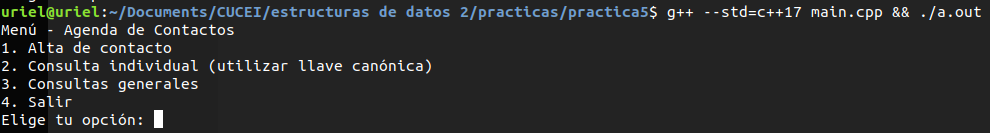 uriel@uriel:~/Documents/CUCEI/estructuras de datos 2/practicas/practica5$ g++ --std=c++17 main.cpp && ./a.out
Menú - Agenda de Contactos
1. Alta de contacto
2. Consulta individual (utilizar llave canónica)
3. Consultas generales
4. Salir
Elige tu opción: